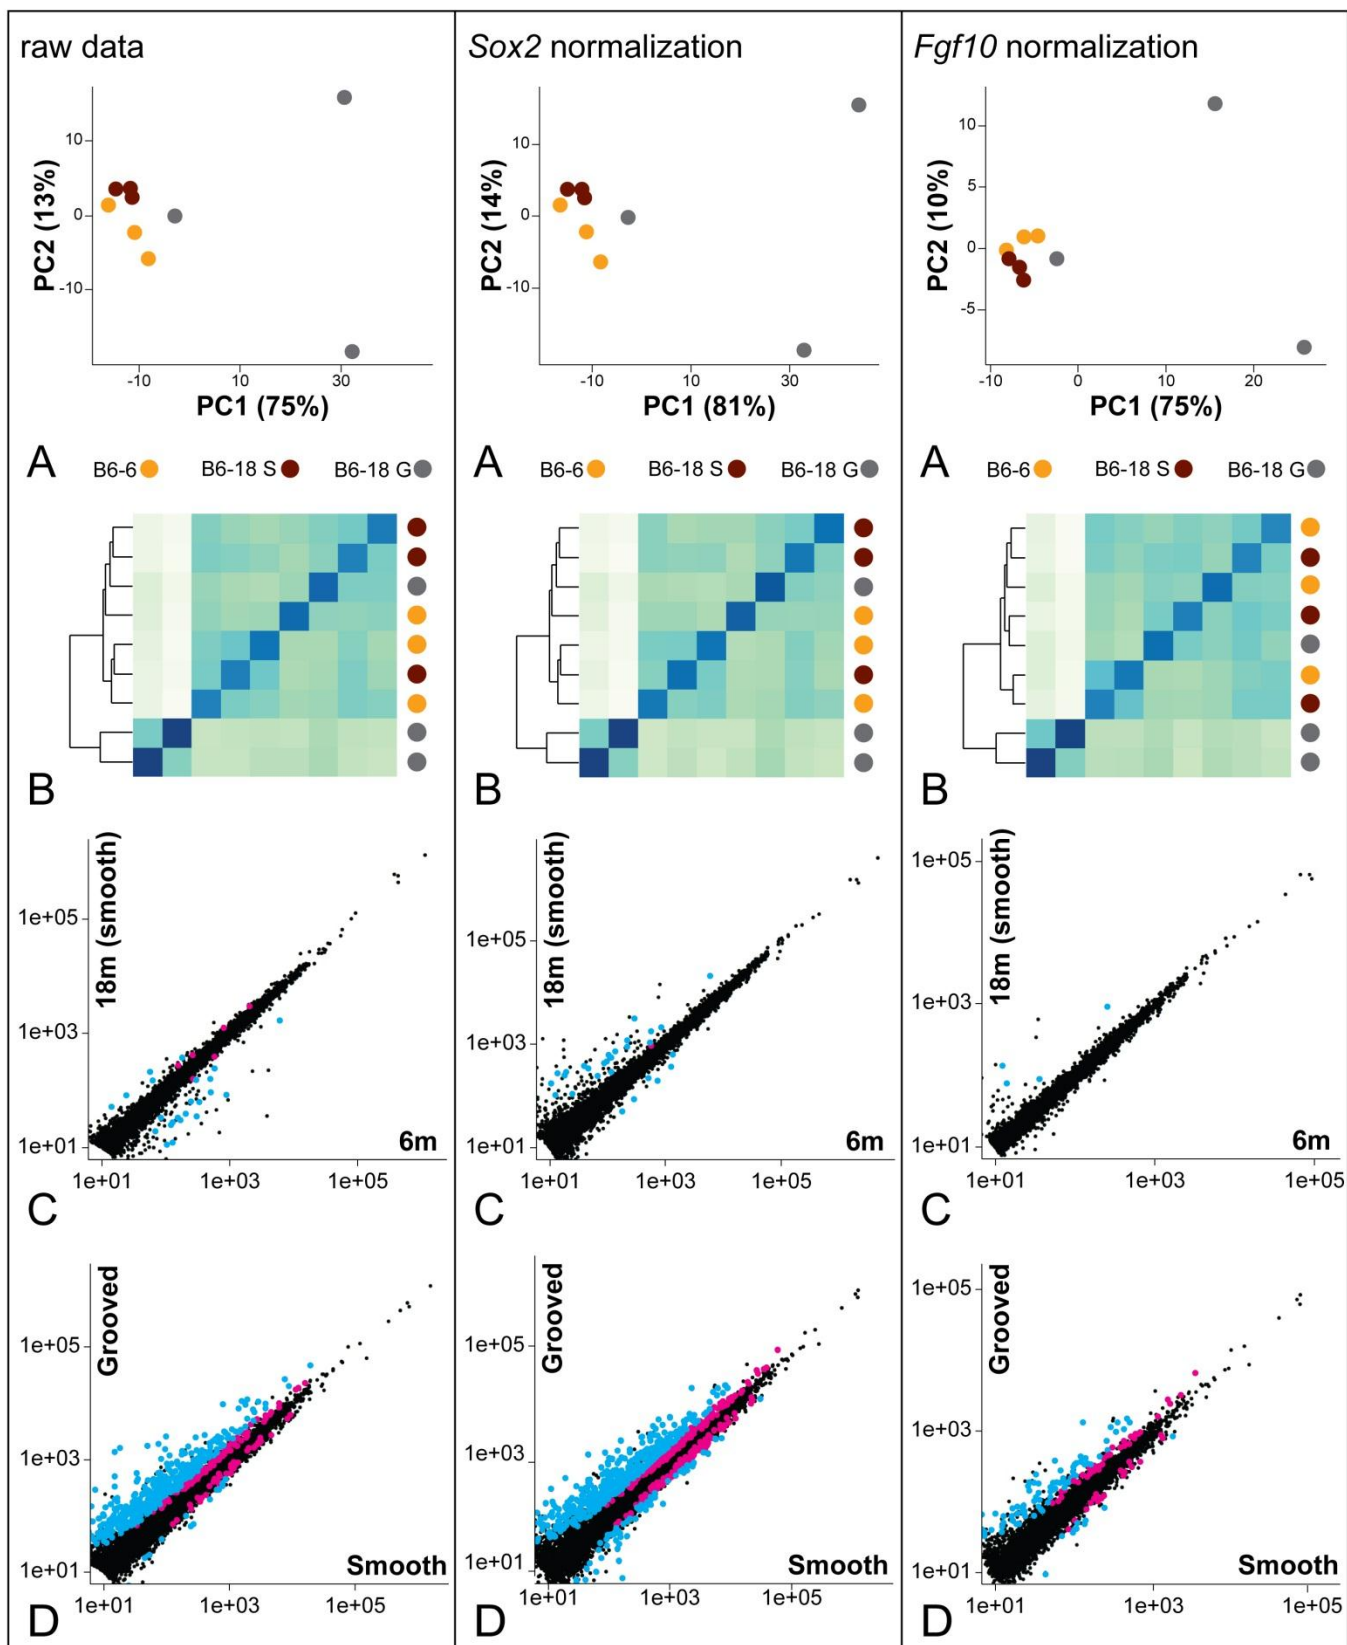 raw data
10
0
-10
PC2 (13%)
-10 10 30
PC1 (75%)
A
B6-6 B6-18 S B6-18 G
B
18m (smooth)
1e+05
1e+03
1e+01
6m
1e+01 1e+03 1e+05
C
Grooved
1e+05
1e+03
1e+01
Smooth
1e+01 1e+03 1e+05
D
Sox2 normalization
10
0
-10
PC2 (14%)
-10 10 30
PC1 (81%)
A
B6-6 B6-18 S B6-18 G
B
18m (smooth)
1e+05
1e+03
1e+01
6m
1e+01 1e+03 1e+05
C
Grooved
1e+05
1e+03
1e+01
Smooth
1e+01 1e+03 1e+05
D
Fgf10 normalization
10
5
0
-5
PC2 (10%)
-10 0 10 20
PC1 (75%)
A
B6-6 B6-18 S B6-18 G
B
18m (smooth)
1e+05
1e+03
1e+01
6m
1e+01 1e+03 1e+05
C
Grooved
1e+05
1e+03
1e+01
Smooth
1e+01 1e+03 1e+05
D